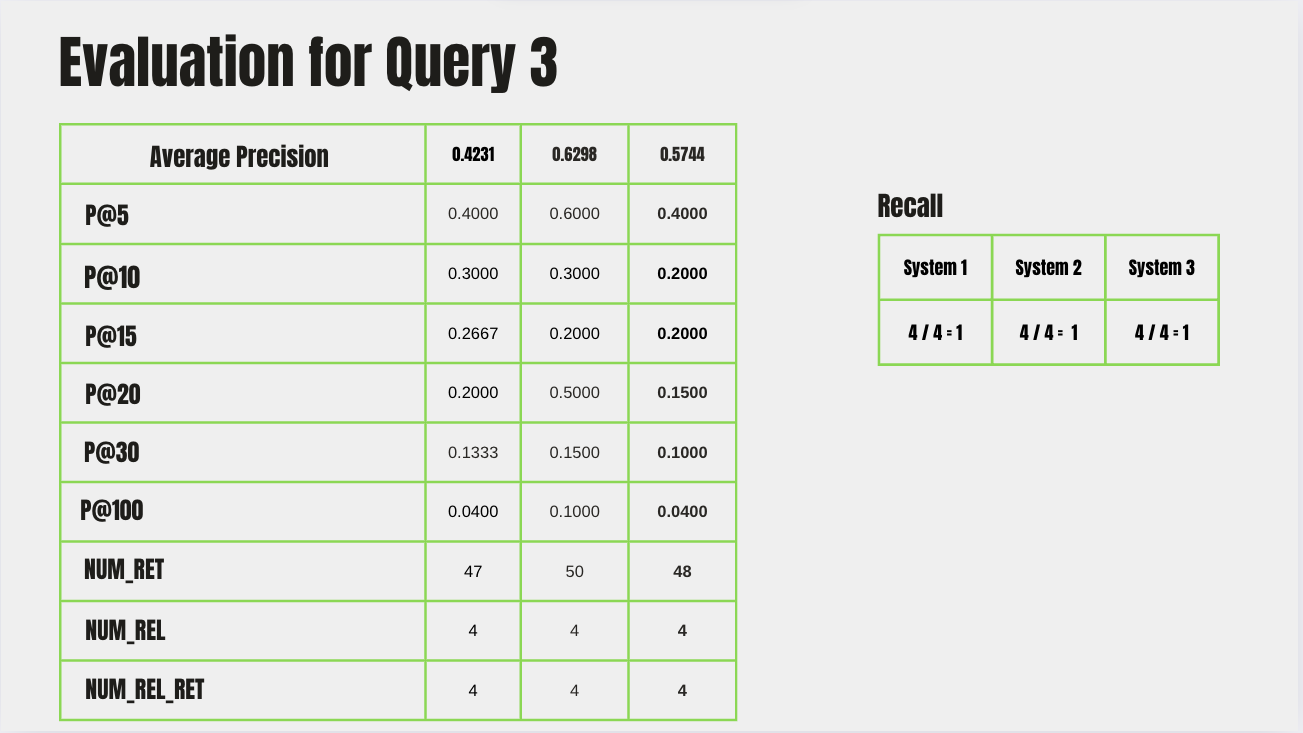 Evaluation for Query 3
Average Precision 0.4231 0.6298 0.5744
P@5 0.4000 0.6000 0.4000
P@10 0.3000 0.3000 0.2000
P@15 0.2667 0.2000 0.2000
P@20 0.2000 0.5000 0.1500
P@30 0.1333 0.1500 0.1000
P@100 0.0400 0.1000 0.0400
NUM_RET 47 50 48
NUM_REL 4 4 4
NUM_REL_RET 4 4 4
Recall
System 1 System 2 System 3
4 / 4 = 1 4 / 4 = 1 4 / 4 = 1